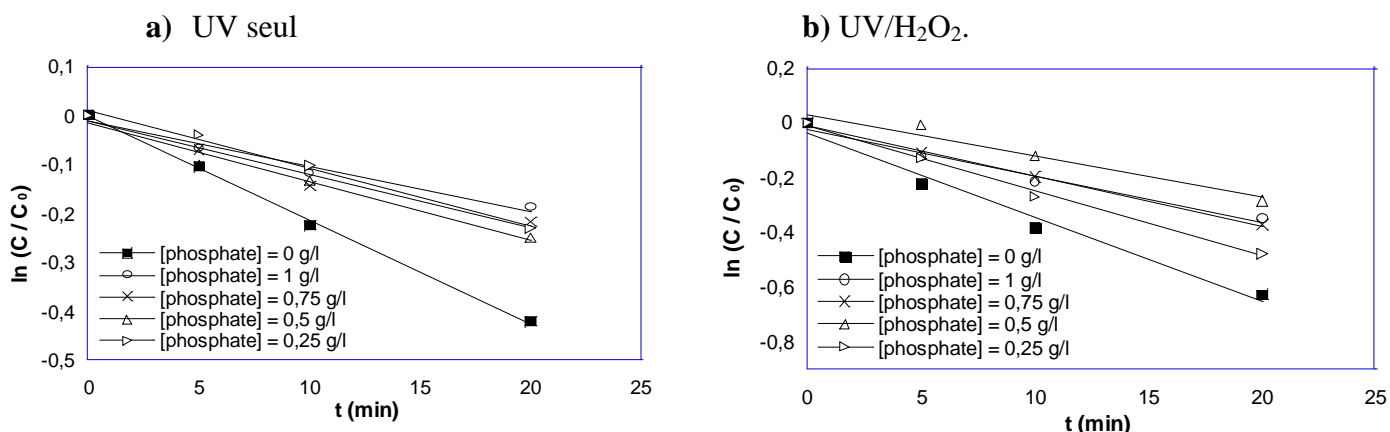 a) UV seul
0,1
0
-0,1
-0,2
-0,3
-0,4
-0,5
ln (C / C0)
[phosphate] = 0 g/l
[phosphate] = 1 g/l
[phosphate] = 0,75 g/l
[phosphate] = 0,5 g/l
[phosphate] = 0,25 g/l
0 5 10 15 20 25
t (min)
b) UV/H₂O₂.
0,2
0
-0,2
-0,4
-0,6
-0,8
ln (C / C0)
[phosphate] = 0 g/l
[phosphate] = 1 g/l
[phosphate] = 0,75 g/l
[phosphate] = 0,5 g/l
[phosphate] = 0,25 g/l
0 5 10 15 20 25
t (min)